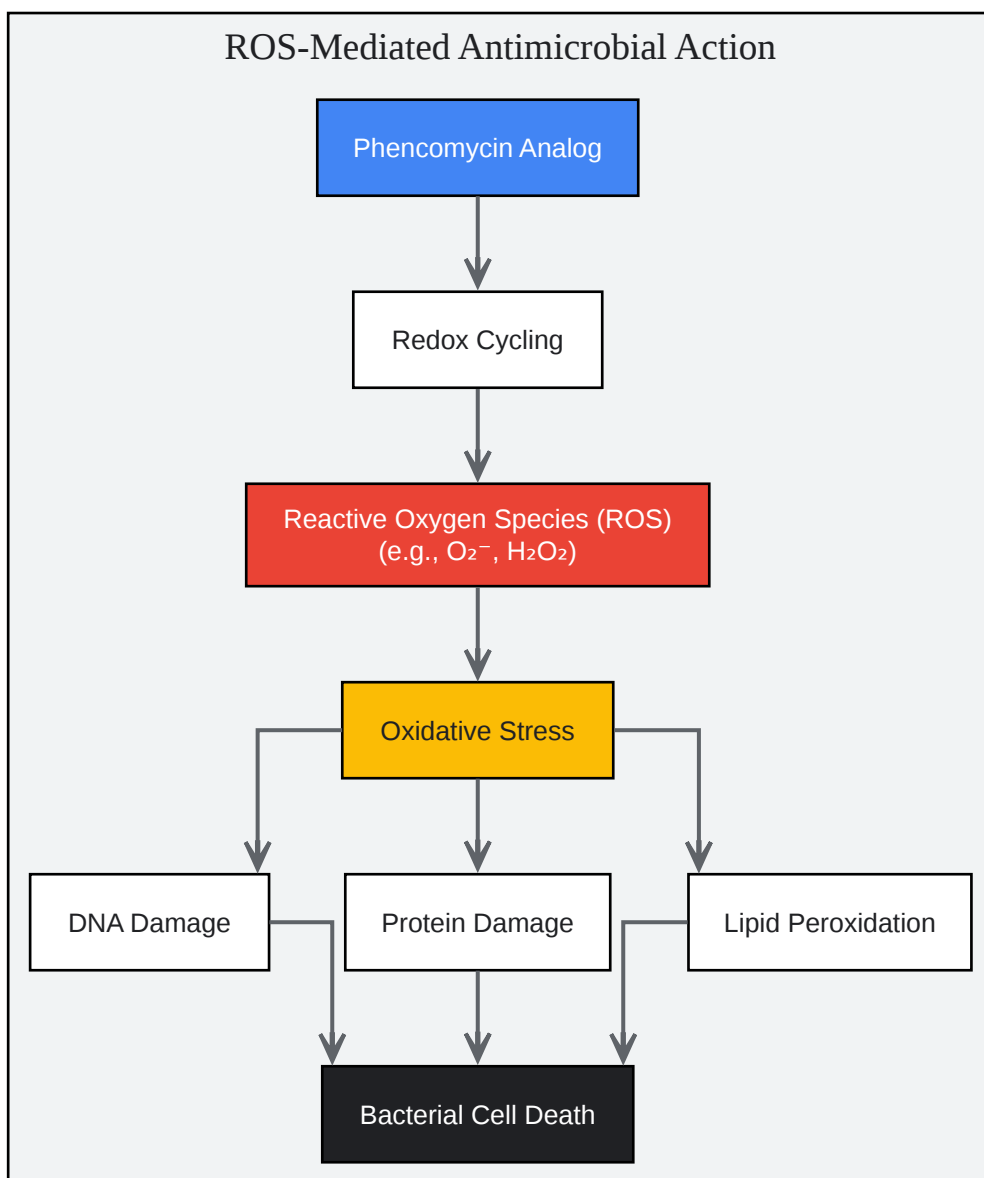 ROS-Mediated Antimicrobial Action
Phencomycin Analog
Redox Cycling
Reactive Oxygen Species (ROS)
(e.g., O₂⁻, H₂O₂)
Oxidative Stress
DNA Damage
Protein Damage
Lipid Peroxidation
Bacterial Cell Death